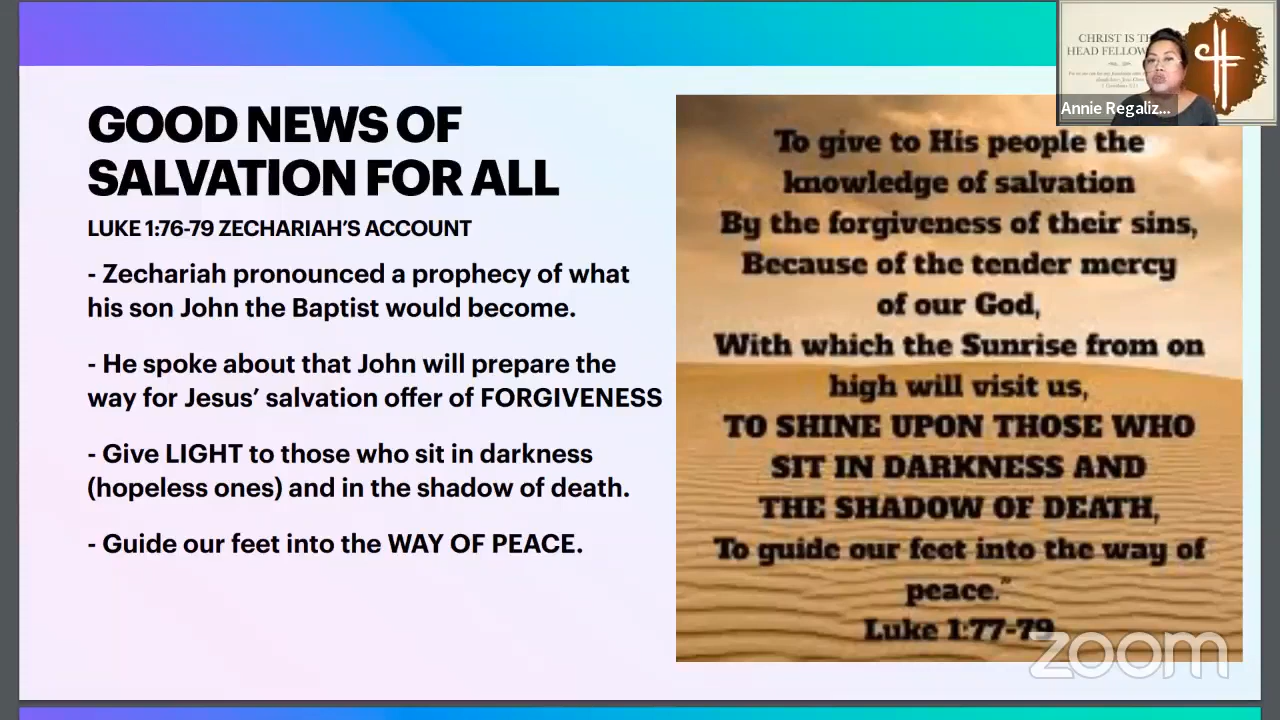 GOOD NEWS OF
SALVATION FOR ALL
LUKE 1:76-79 ZECHARIAH'S ACCOUNT
- Zechariah pronounced a prophecy of what
his son John the Baptist would become.
- He spoke about that John will prepare the
way for Jesus' salvation offer of FORGIVENESS
- Give LIGHT to those who sit in darkness
(hopeless ones) and in the shadow of death.
- Guide our feet into the WAY OF PEACE.
To give to His people the
knowledge of salvation
By the forgiveness of their sins,
Because of the tender mercy
of our God,
With which the Sunrise from on
high will visit us,
TO SHINE UPON THOSE WHO
SIT IN DARKNESS AND
THE SHADOW OF DEATH,
To guide our feet into the way of
peace.”
Luke 1:77-79
CHRIST IS
HEAD
Annie Regaliz...
zoom